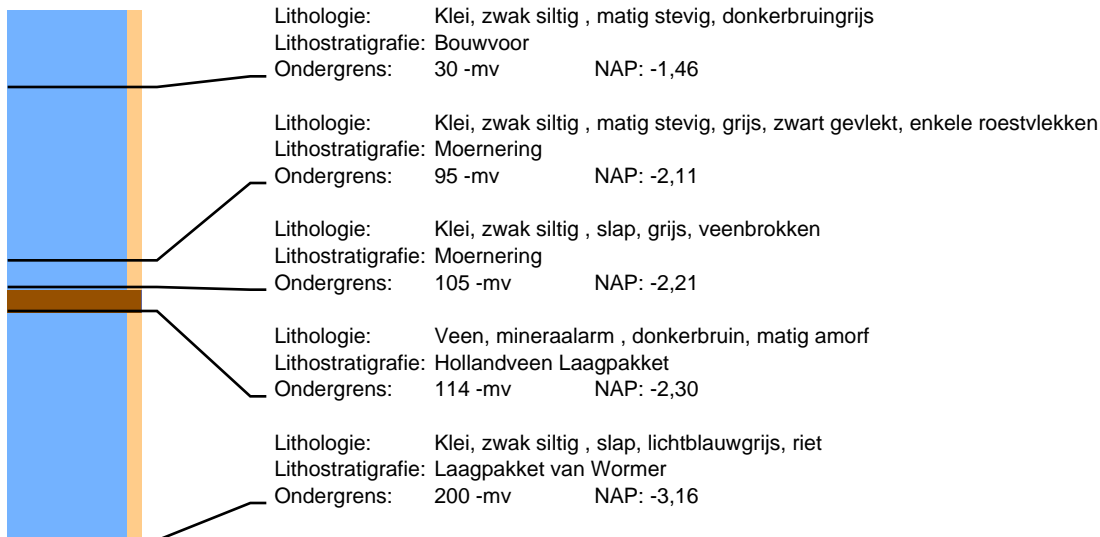 Lithologie: Klei, zwak siltig , matig stevig, donkerbruingrijs
Lithostratigrafie: Bouwvoor
Ondergrens: 30 -mv NAP: -1,46
Lithologie: Klei, zwak siltig , matig stevig, grijs, zwart gevlekt, enkele roestvlekken
Lithostratigrafie: Moernering
Ondergrens: 95 -mv NAP: -2,11
Lithologie: Klei, zwak siltig , slap, grijs, veenbrokken
Lithostratigrafie: Moernering
Ondergrens: 105 -mv NAP: -2,21
Lithologie: Veen, mineraalarm , donkerbruin, matig amorf
Lithostratigrafie: Hollandveen Laagpakket
Ondergrens: 114 -mv NAP: -2,30
Lithologie: Klei, zwak siltig , slap, lichtblauwgrijs, riet
Lithostratigrafie: Laagpakket van Wormer
Ondergrens: 200 -mv NAP: -3,16